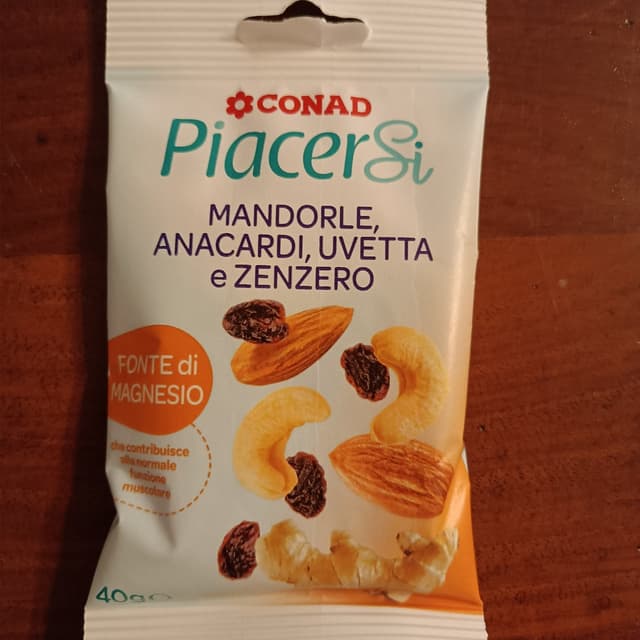 CONAD
PiacerSi
MANDORLE,
ANACARDI, UVETTA
e ZENZERO
FONTE di
MAGNESIO
che contribuisce
alla normale
funzione
muscolare
40g